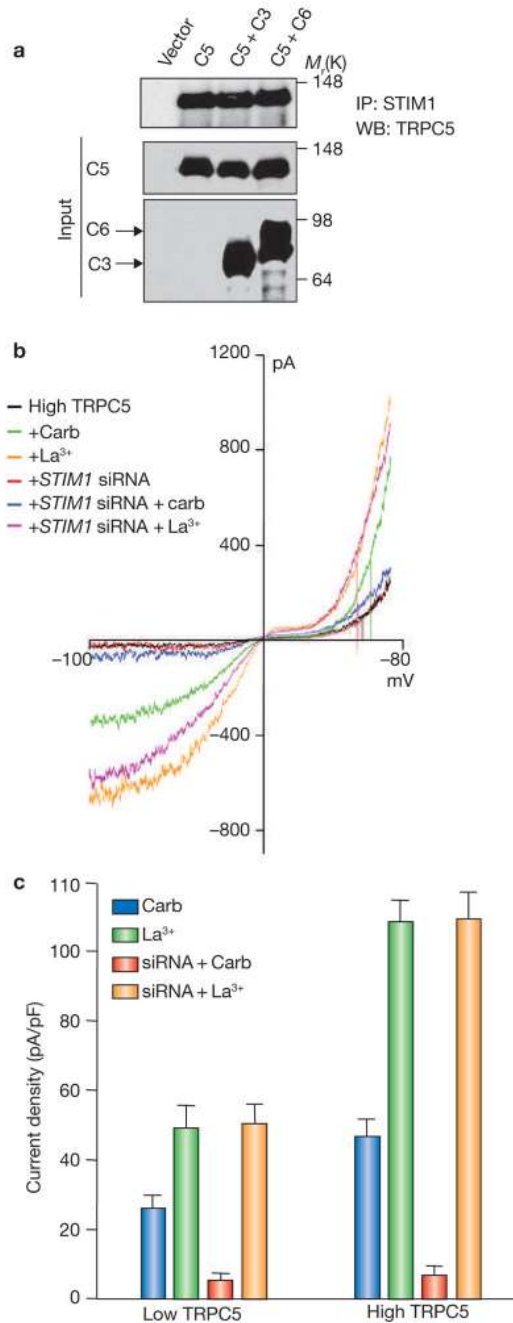 a
Vector
C5
C5 + C3
C5 + C6
Mr(K)
148
IP: STIM1
WB: TRPC5
148
C5
Input
98
C6
C3
64
b
1200
pA
High TRPC5
+Carb
800
+La³⁺
+STIM1 siRNA
+STIM1 siRNA + carb
+STIM1 siRNA + La³⁺
400
–100
–80
mV
–400
–800
c
110
Carb
La³⁺
siRNA + Carb
siRNA + La³⁺
100
80
60
40
20
0
Current density (pA/pF)
Low TRPC5
High TRPC5